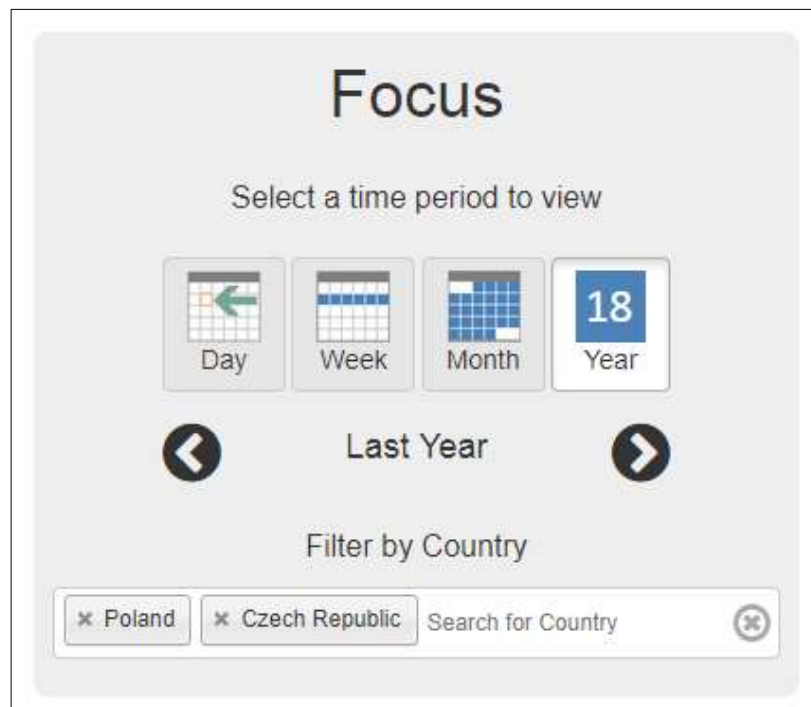 Focus
Select a time period to view
18
Day Week Month Year
Last Year
Filter by Country
Poland Czech Republic Search for Country